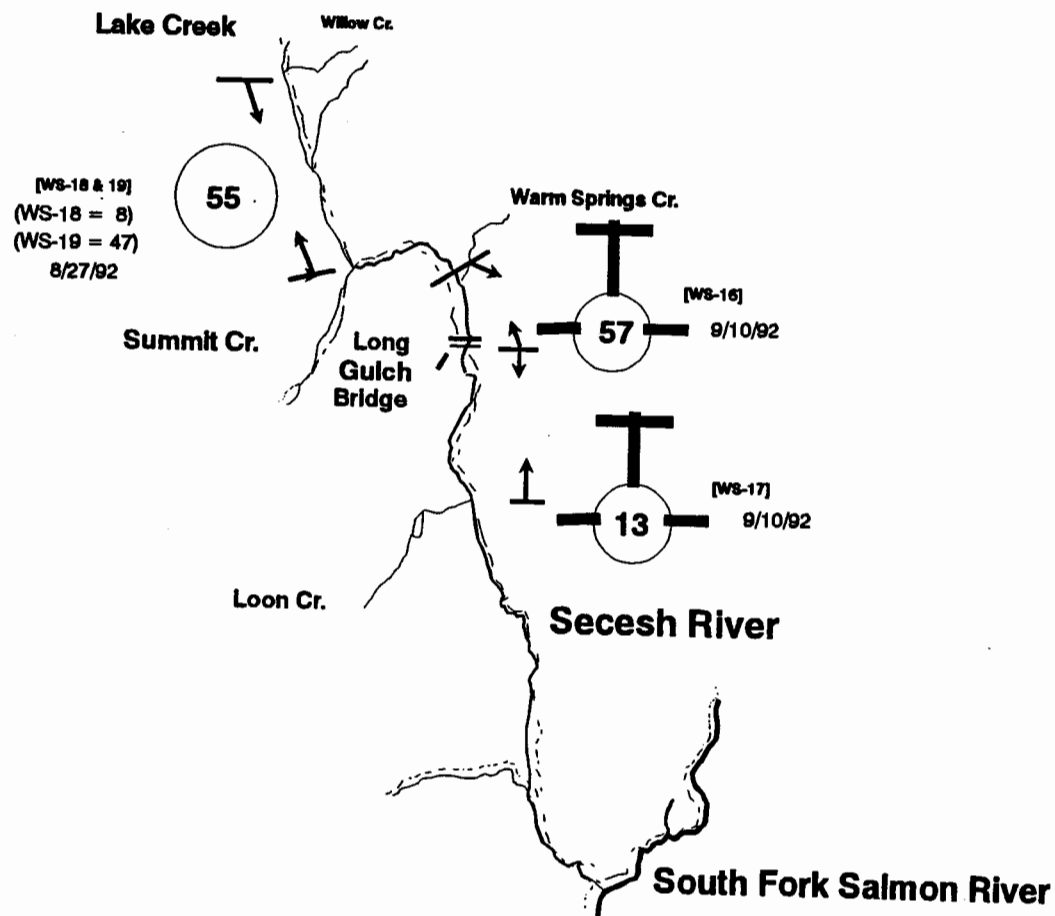 Lake Creek
Willow Cr.
[WS-18 & 19]
(WS-18 = 8)
(WS-19 = 47)
8/27/92
55
Warm Springs Cr.
[WS-16]
57
9/10/92
Summit Cr.
Long
Gulch
Bridge
[WS-17]
13
9/10/92
Loon Cr.
Secesh River
South Fork Salmon River